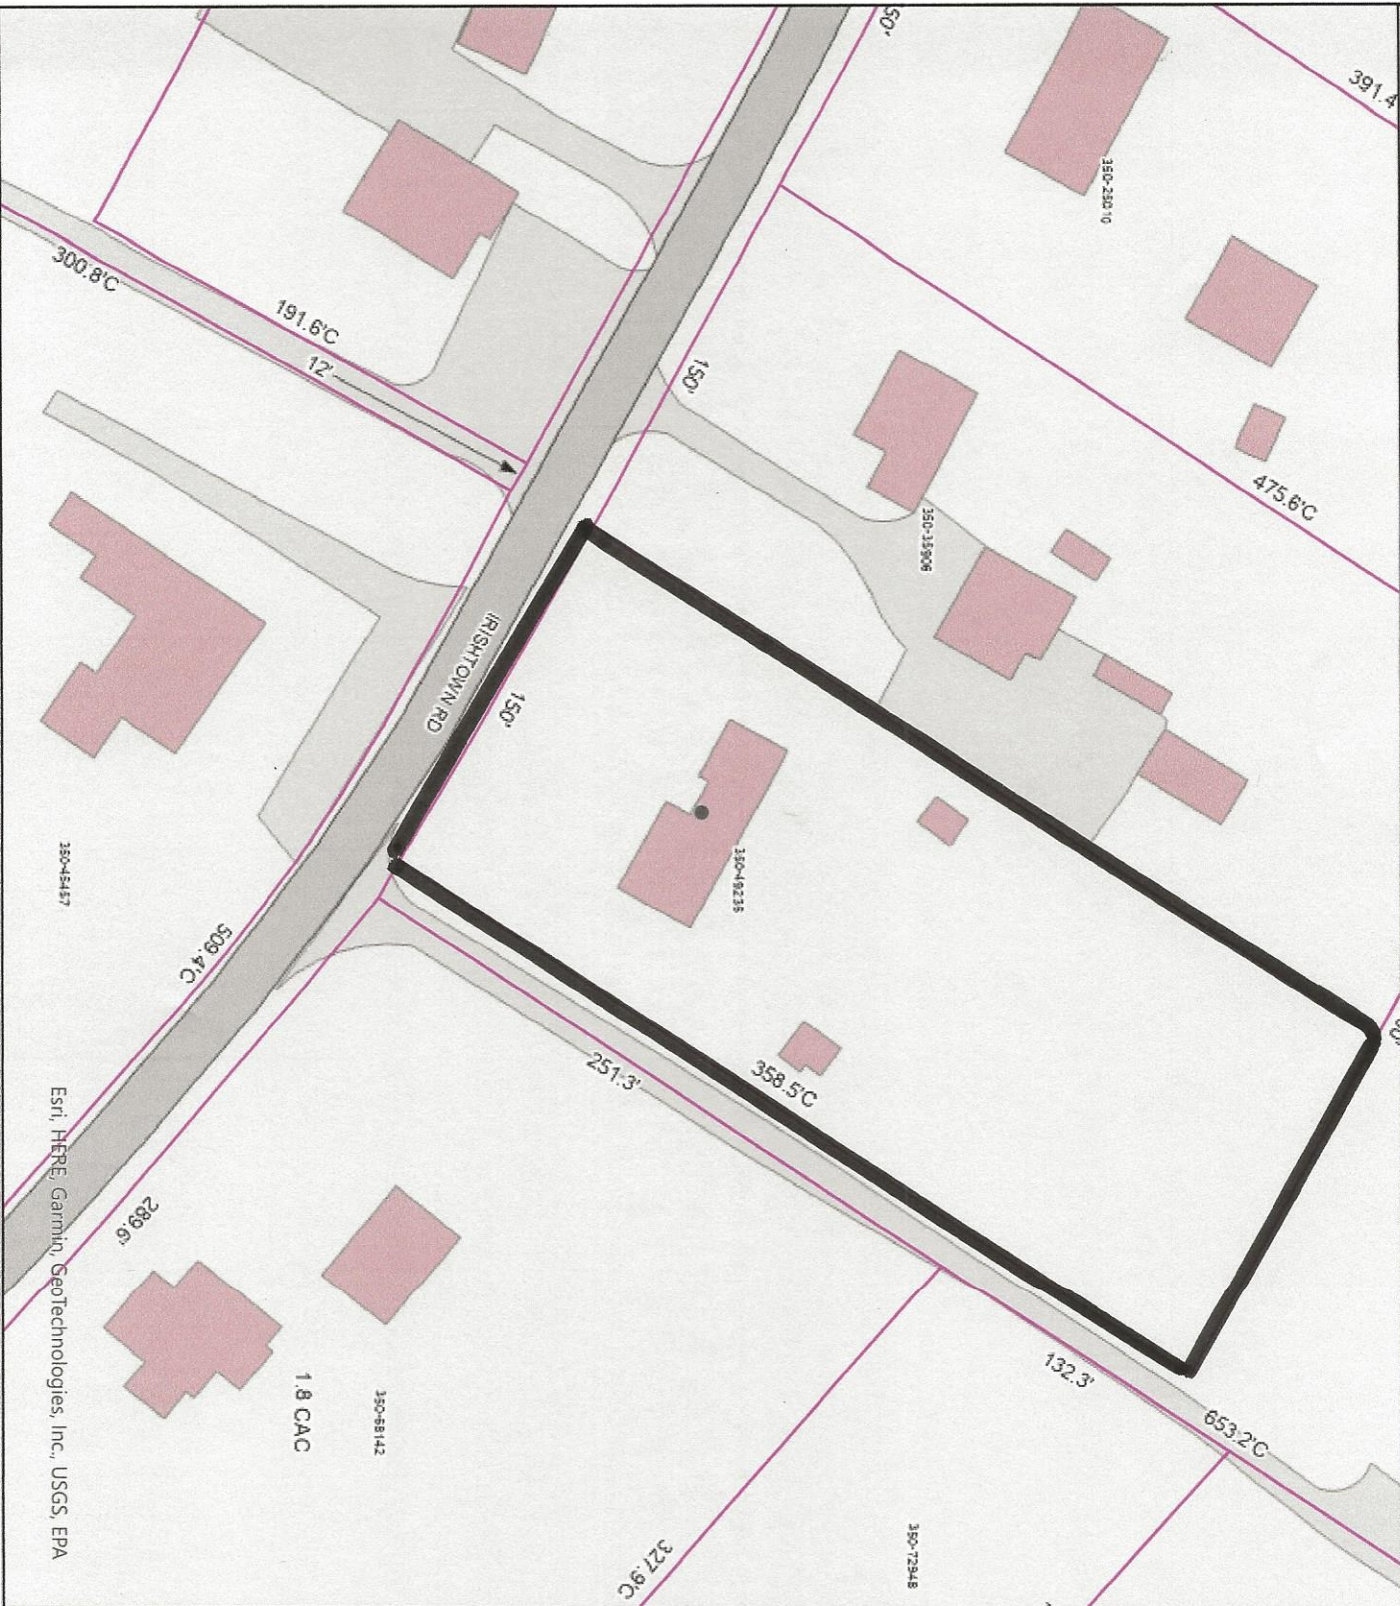 50'
391.4
350-25010
300.8'C
191.6'C
12'
150'
475.6'C
350-35906
IRISHTOWN RD
150'
350-49235
350-45457
509.4'C
251.3'
358.5'C
289.6'
132.3'
653.2'C
1.8 CAC
350-68142
350-72948
327.9'C
Esri, HERE, Garmin, GeoTechnologies, Inc., USGS, EPA